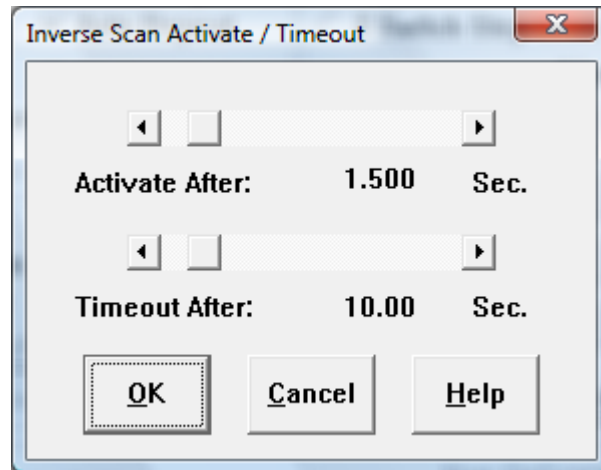 Inverse Scan Activate / Timeout
Activate After: 1.500 Sec.
Timeout After: 10.00 Sec.
OK Cancel Help